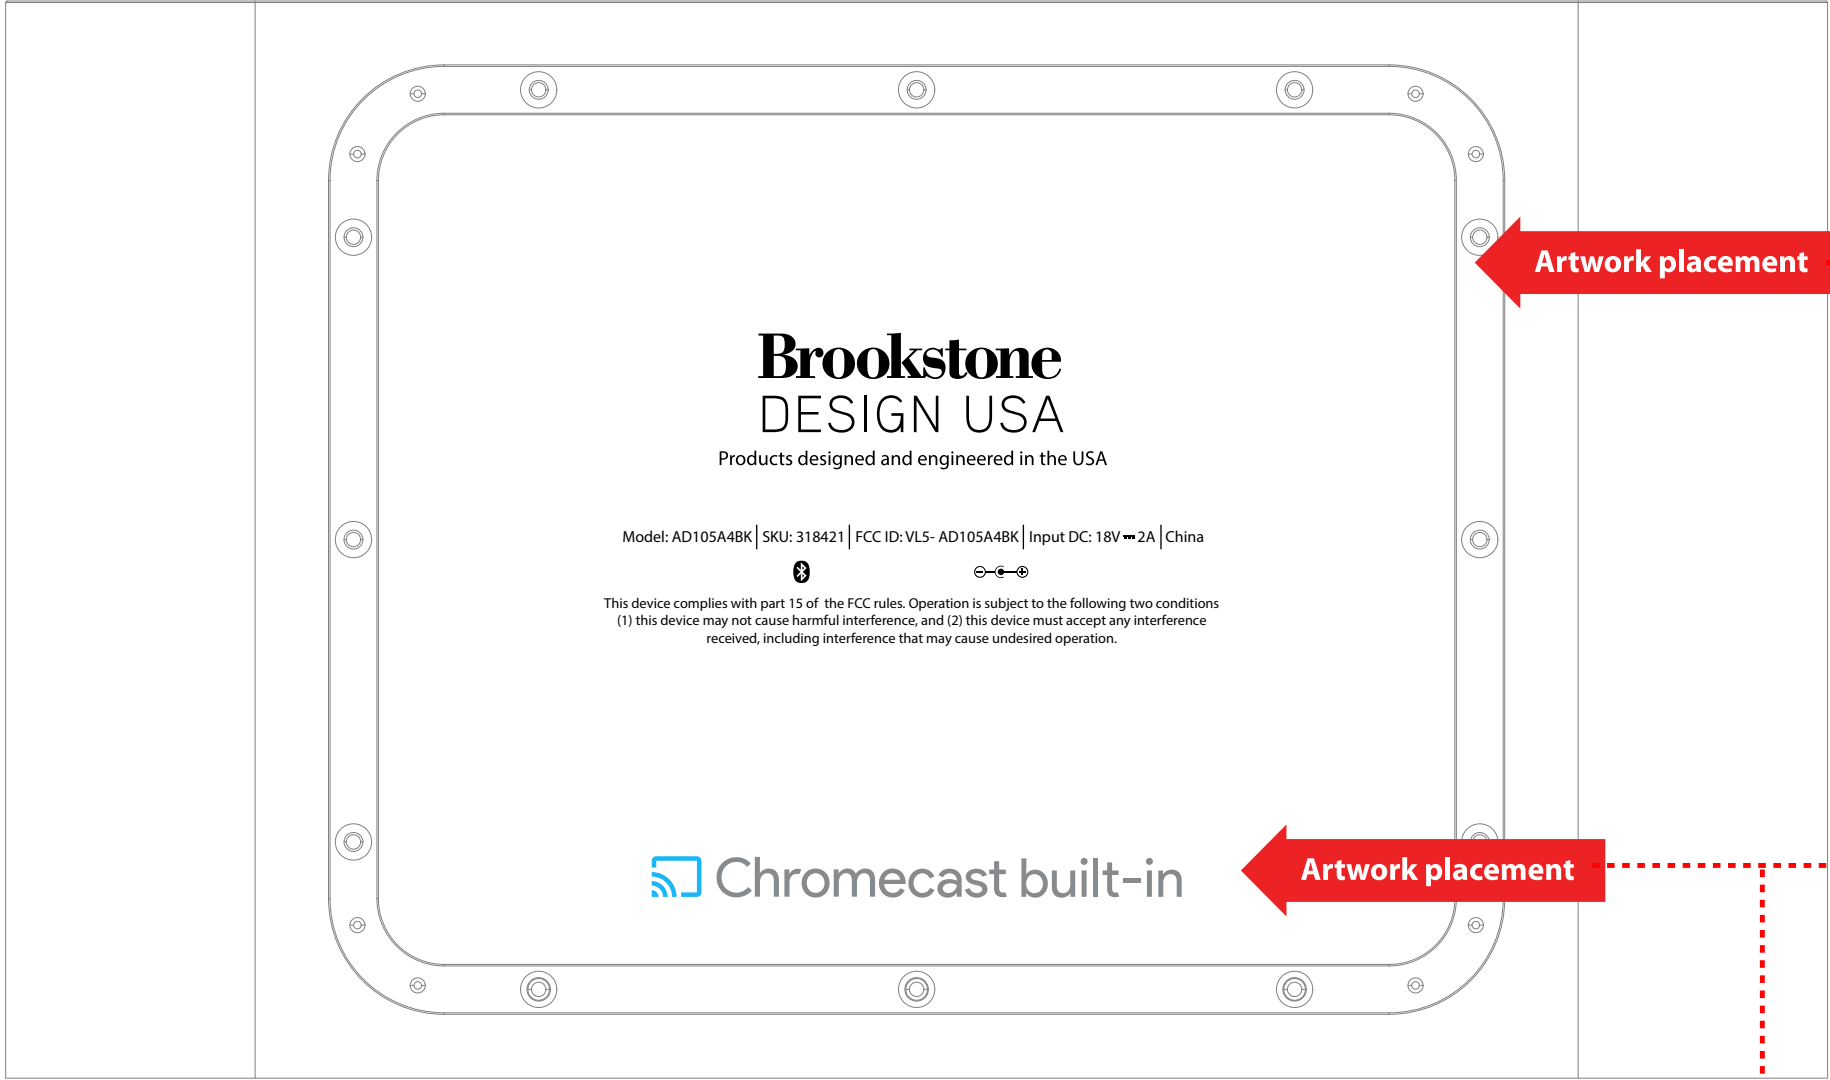 Artwork placement
Brookstone
DESIGN USA
Products designed and engineered in the USA
Model: AD105A4BK | SKU: 318421 | FCC ID: VL5- AD105A4BK | Input DC: 18V⎓2A | China
This device complies with part 15 of  the FCC rules. Operation is subject to the following two conditions
(1) this device may not cause harmful interference, and (2) this device must accept any interference
received, including interference that may cause undesired operation.
Chromecast built-in
Artwork placement